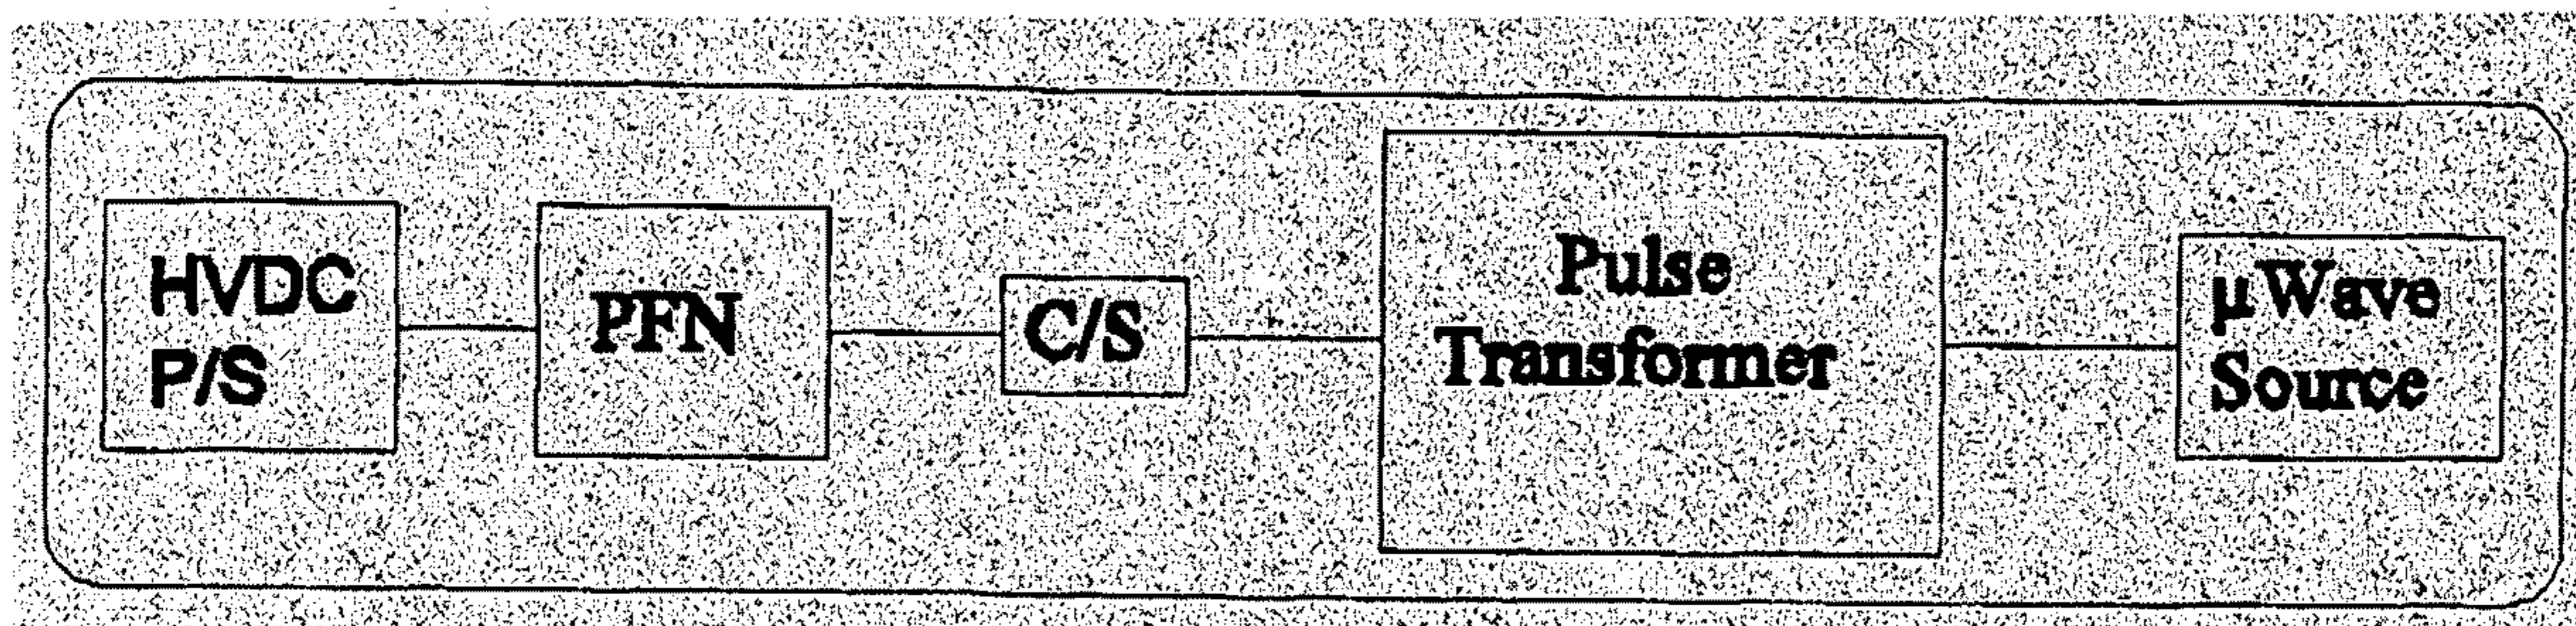 HVDC
P/S
PFN
C/S
Pulse
Transformer
μWave
Source